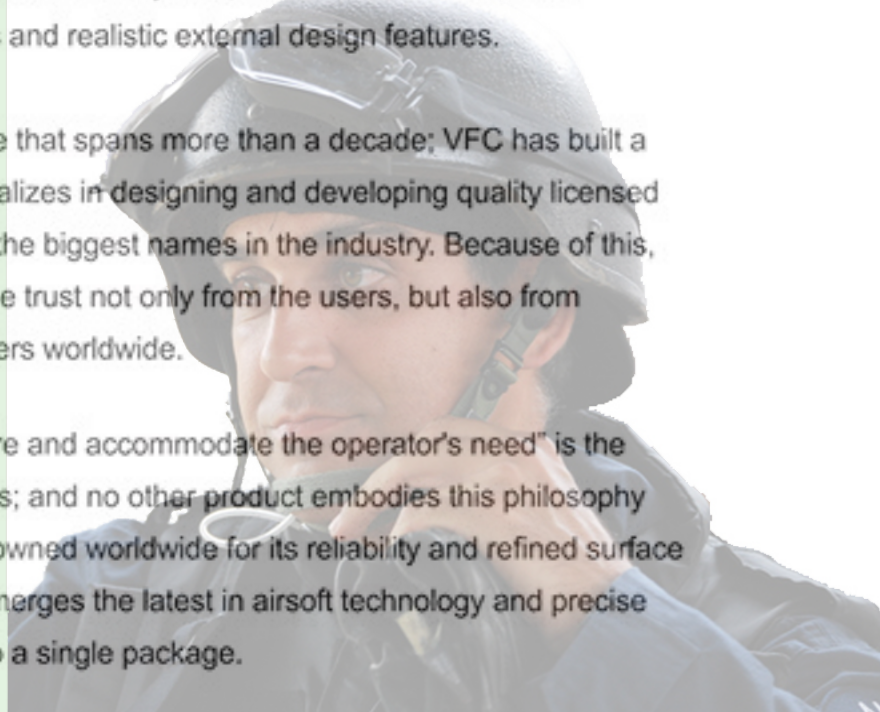 and realistic external design features.
that spans more than a decade; VFC has built a
alizes in designing and developing quality licensed
the biggest names in the industry. Because of this,
e trust not only from the users, but also from
ers worldwide.
re and accommodate the operator's need" is the
s; and no other product embodies this philosophy
owned worldwide for its reliability and refined surface
merges the latest in airsoft technology and precise
a single package.